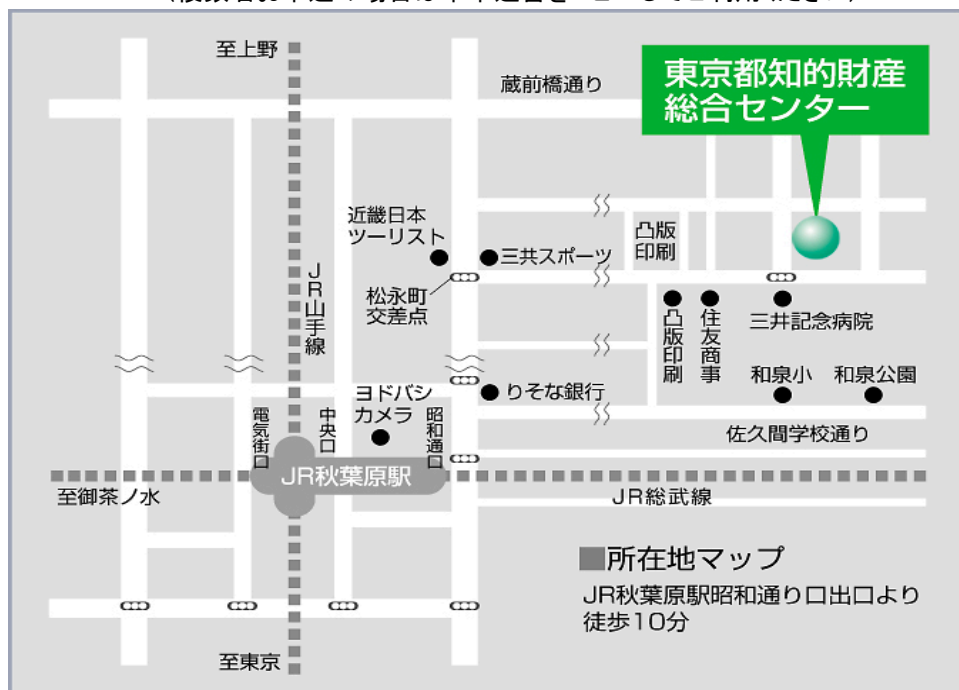 至上野
蔵前橋通り
東京都知的財産
総合センター
近畿日本
ツーリスト
三共スポーツ
凸版
印刷
JR山手線
松永町
交差点
凸版印刷
住友商事
三井記念病院
ヨドバシ
カメラ
りそな銀行
和泉小
和泉公園
電気街口
中央口
昭和通口
佐久間学校通り
JR秋葉原駅
至御茶ノ水
JR総武線
■所在地マップ
JR秋葉原駅昭和通り口出口より
徒歩10分
至東京